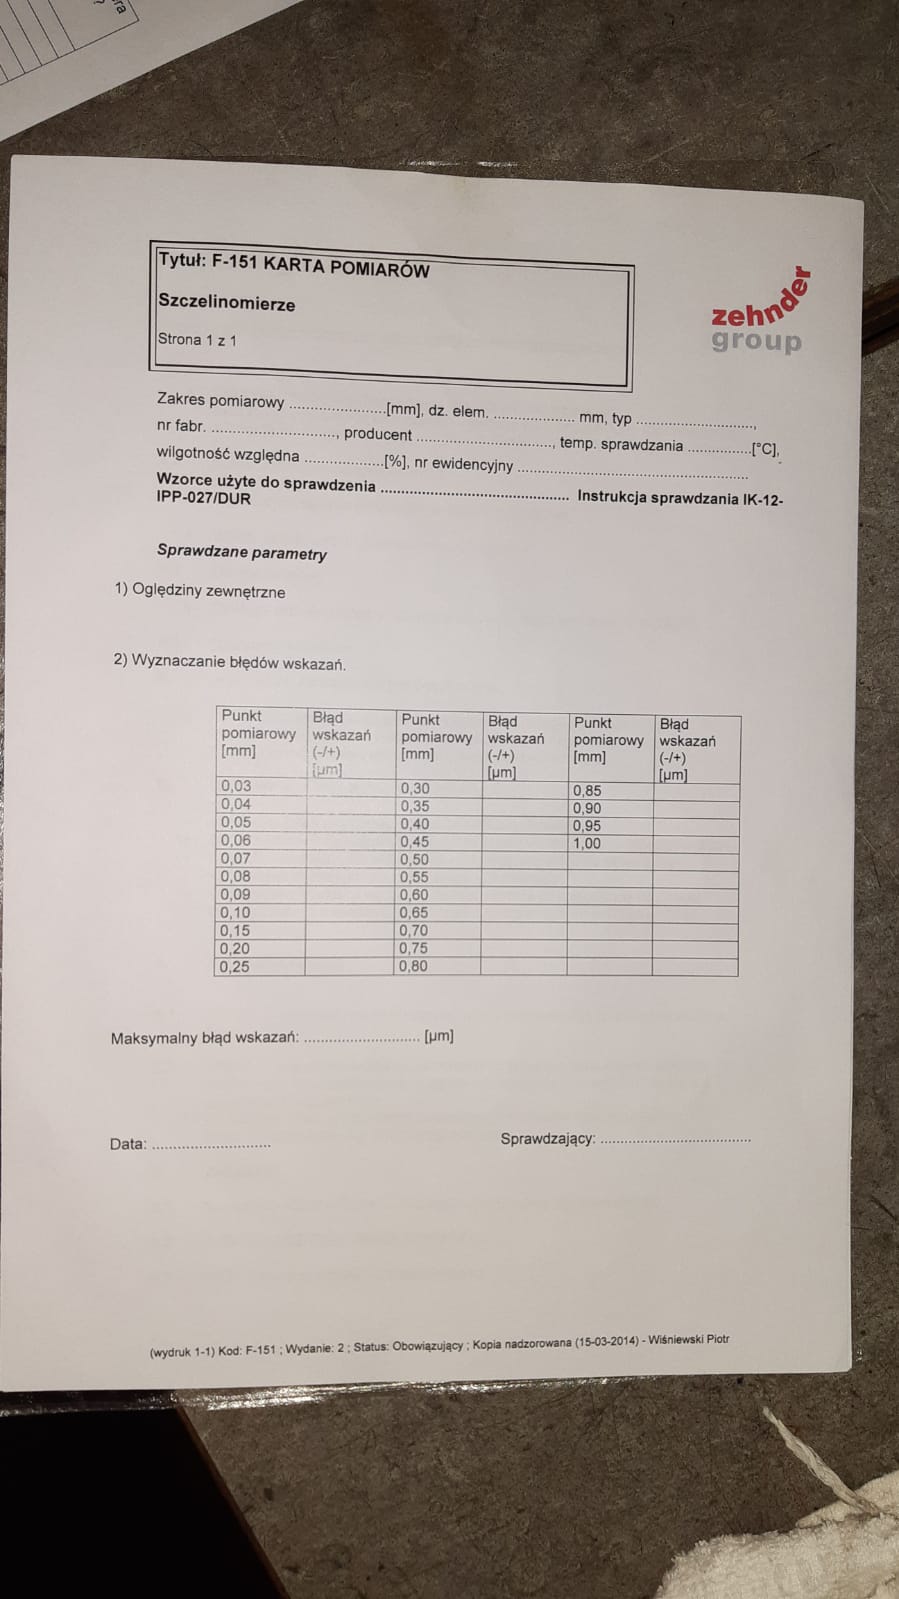 Tytuł: F-151 KARTA POMIARÓW
Szczelinomierze
Strona 1 z 1
zehnder
group
Zakres pomiarowy .......................[mm], dz. elem. ................... mm, typ ............................,
nr fabr. .............................., producent ................................, temp. sprawdzania ...............[°C],
wilgotność względna ...................[%], nr ewidencyjny .......................................................
Wzorce użyte do sprawdzenia ............................................. Instrukcja sprawdzania IK-12-
IPP-027/DUR
Sprawdzane parametry
1) Oględziny zewnętrzne
2) Wyznaczanie błędów wskazań.
Punkt pomiarowy [mm] Błąd wskazań (-/+) [µm] Punkt pomiarowy [mm] Błąd wskazań (-/+) [µm] Punkt pomiarowy [mm] Błąd wskazań (-/+) [µm]
0,03 0,30 0,85
0,04 0,35 0,90
0,05 0,40 0,95
0,06 0,45 1,00
0,07 0,50
0,08 0,55
0,09 0,60
0,10 0,65
0,15 0,70
0,20 0,75
0,25 0,80
Maksymalny błąd wskazań: ............................ [µm]
Data: ............................
Sprawdzający: ....................................
(wydruk 1-1) Kod: F-151 ; Wydanie: 2 ; Status: Obowiązujący ; Kopia nadzorowana (15-03-2014) - Wiśniewski Piotr